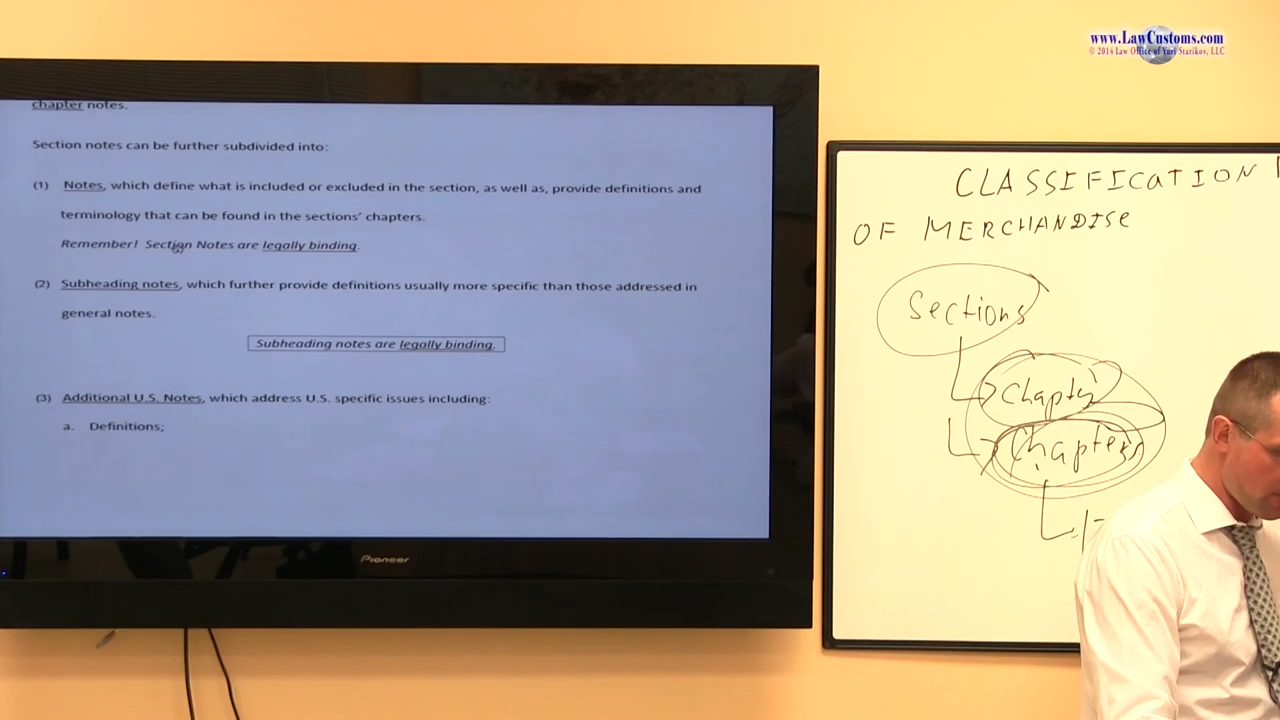 www.LawCustoms.com
© 2014 Law Office of Yuri Starikov, LLC
chapter notes.
Section notes can be further subdivided into:
(1) Notes, which define what is included or excluded in the section, as well as, provide definitions and
terminology that can be found in the sections' chapters.
Remember! Section Notes are legally binding.
(2) Subheading notes, which further provide definitions usually more specific than those addressed in
general notes.
Subheading notes are legally binding.
(3) Additional U.S. Notes, which address U.S. specific issues including:
a. Definitions;
Pioneer
CLASSIFICATION
OF MERCHANDISE
Sections
Chapter
Chapters